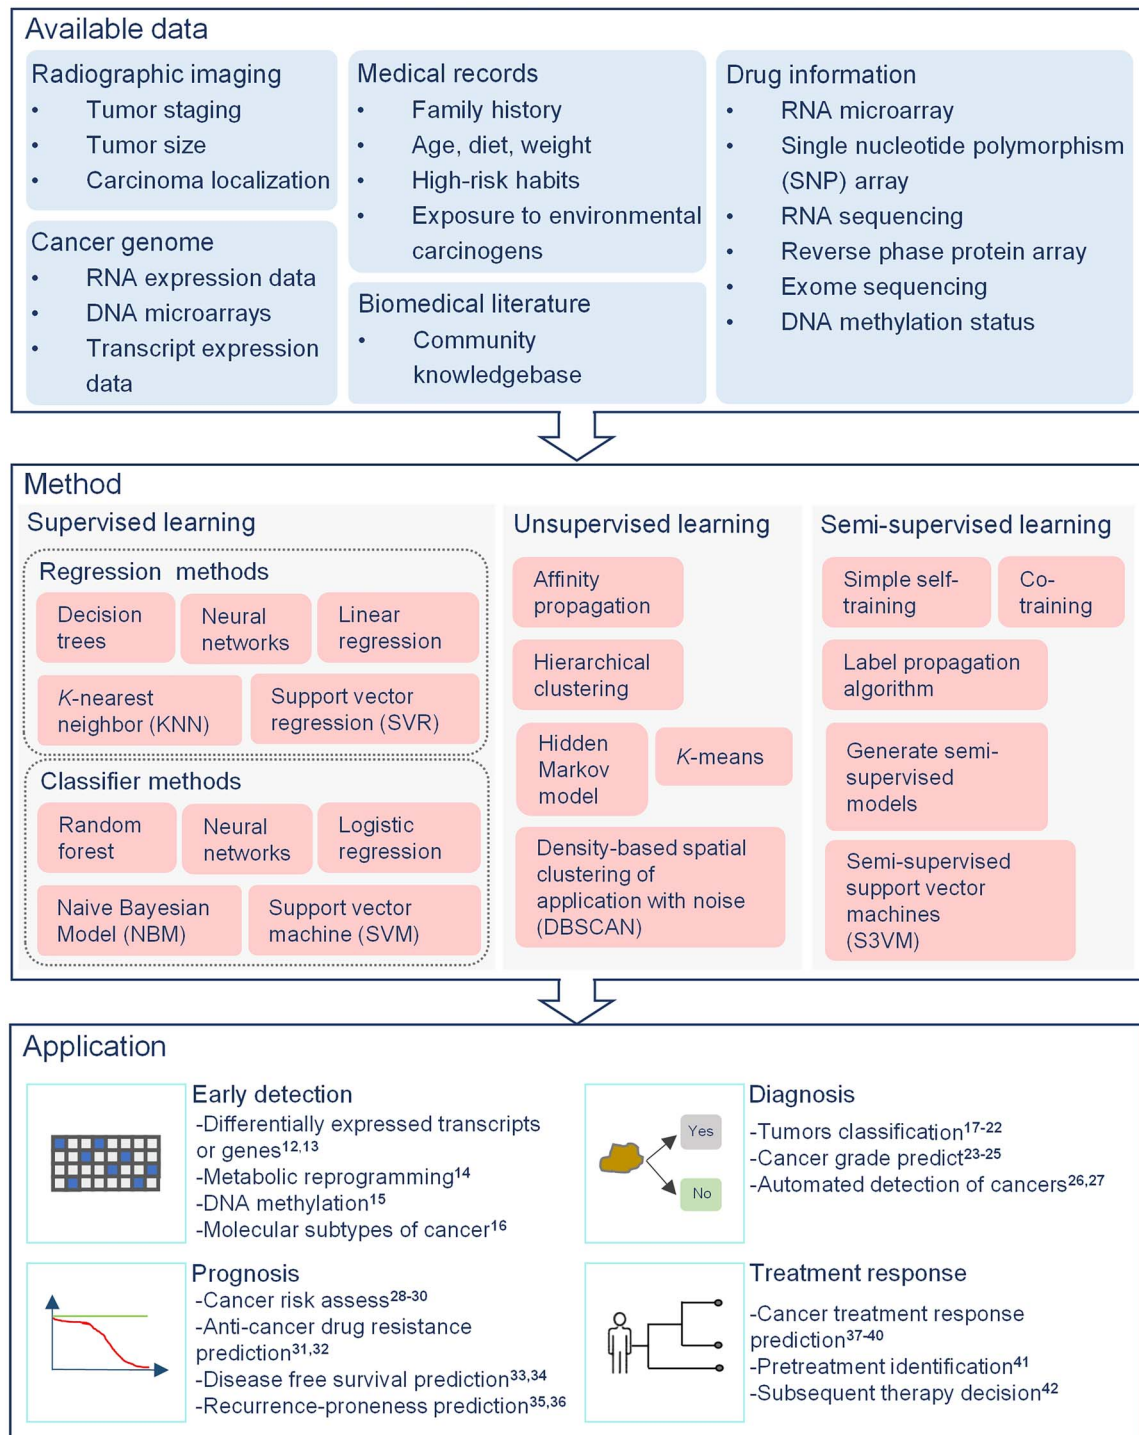 Available data
Radiographic imaging
• Tumor staging
• Tumor size
• Carcinoma localization
Cancer genome
• RNA expression data
• DNA microarrays
• Transcript expression
data
Medical records
• Family history
• Age, diet, weight
• High-risk habits
• Exposure to environmental
carcinogens
Biomedical literature
• Community
knowledgebase
Drug information
• RNA microarray
• Single nucleotide polymorphism
(SNP) array
• RNA sequencing
• Reverse phase protein array
• Exome sequencing
• DNA methylation status
Method
Supervised learning
Regression methods
Decision
trees
Neural
networks
Linear
regression
K-nearest
neighbor (KNN)
Support vector
regression (SVR)
Classifier methods
Random
forest
Neural
networks
Logistic
regression
Naive Bayesian
Model (NBM)
Support vector
machine (SVM)
Unsupervised learning
Affinity
propagation
Hierarchical
clustering
Hidden
Markov
model
K-means
Density-based spatial
clustering of
application with noise
(DBSCAN)
Semi-supervised learning
Simple self-
training
Co-
training
Label propagation
algorithm
Generate semi-
supervised
models
Semi-supervised
support vector
machines
(S3VM)
Application
Early detection
-Differentially expressed transcripts
or genes12,13
-Metabolic reprogramming14
-DNA methylation15
-Molecular subtypes of cancer16
Yes
No
Diagnosis
-Tumors classification17-22
-Cancer grade predict23-25
-Automated detection of cancers26,27
Prognosis
-Cancer risk assess28-30
-Anti-cancer drug resistance
prediction31,32
-Disease free survival prediction33,34
-Recurrence-proneness prediction35,36
Treatment response
-Cancer treatment response
prediction37-40
-Pretreatment identification41
-Subsequent therapy decision42